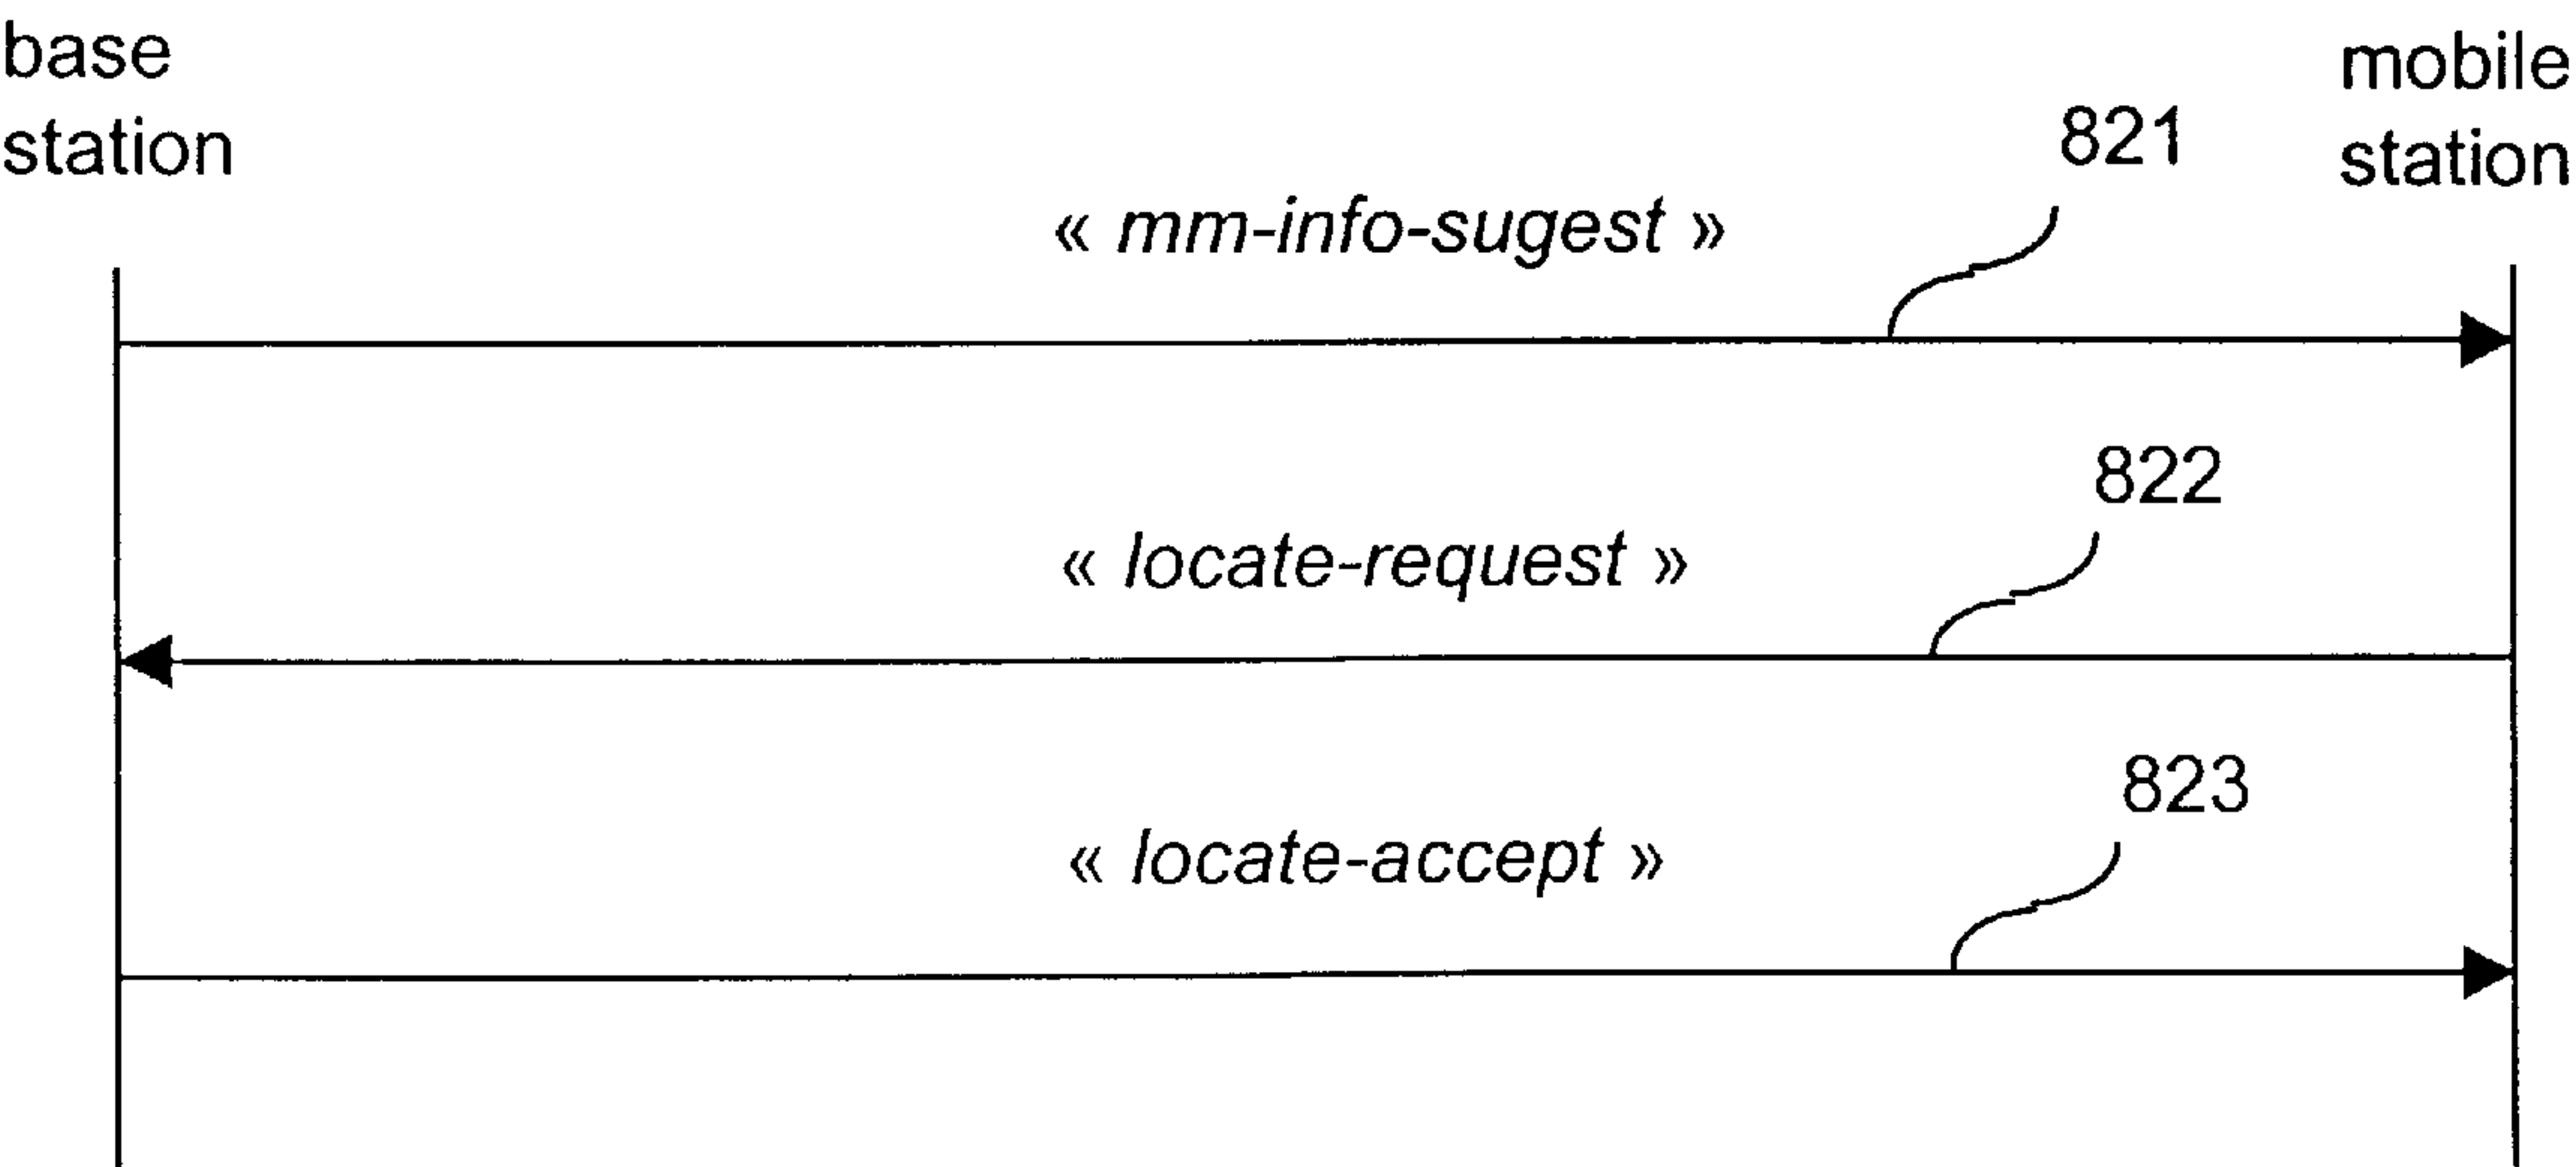 base
station
mobile
station
821
« mm-info-sugest »
822
« locate-request »
823
« locate-accept »